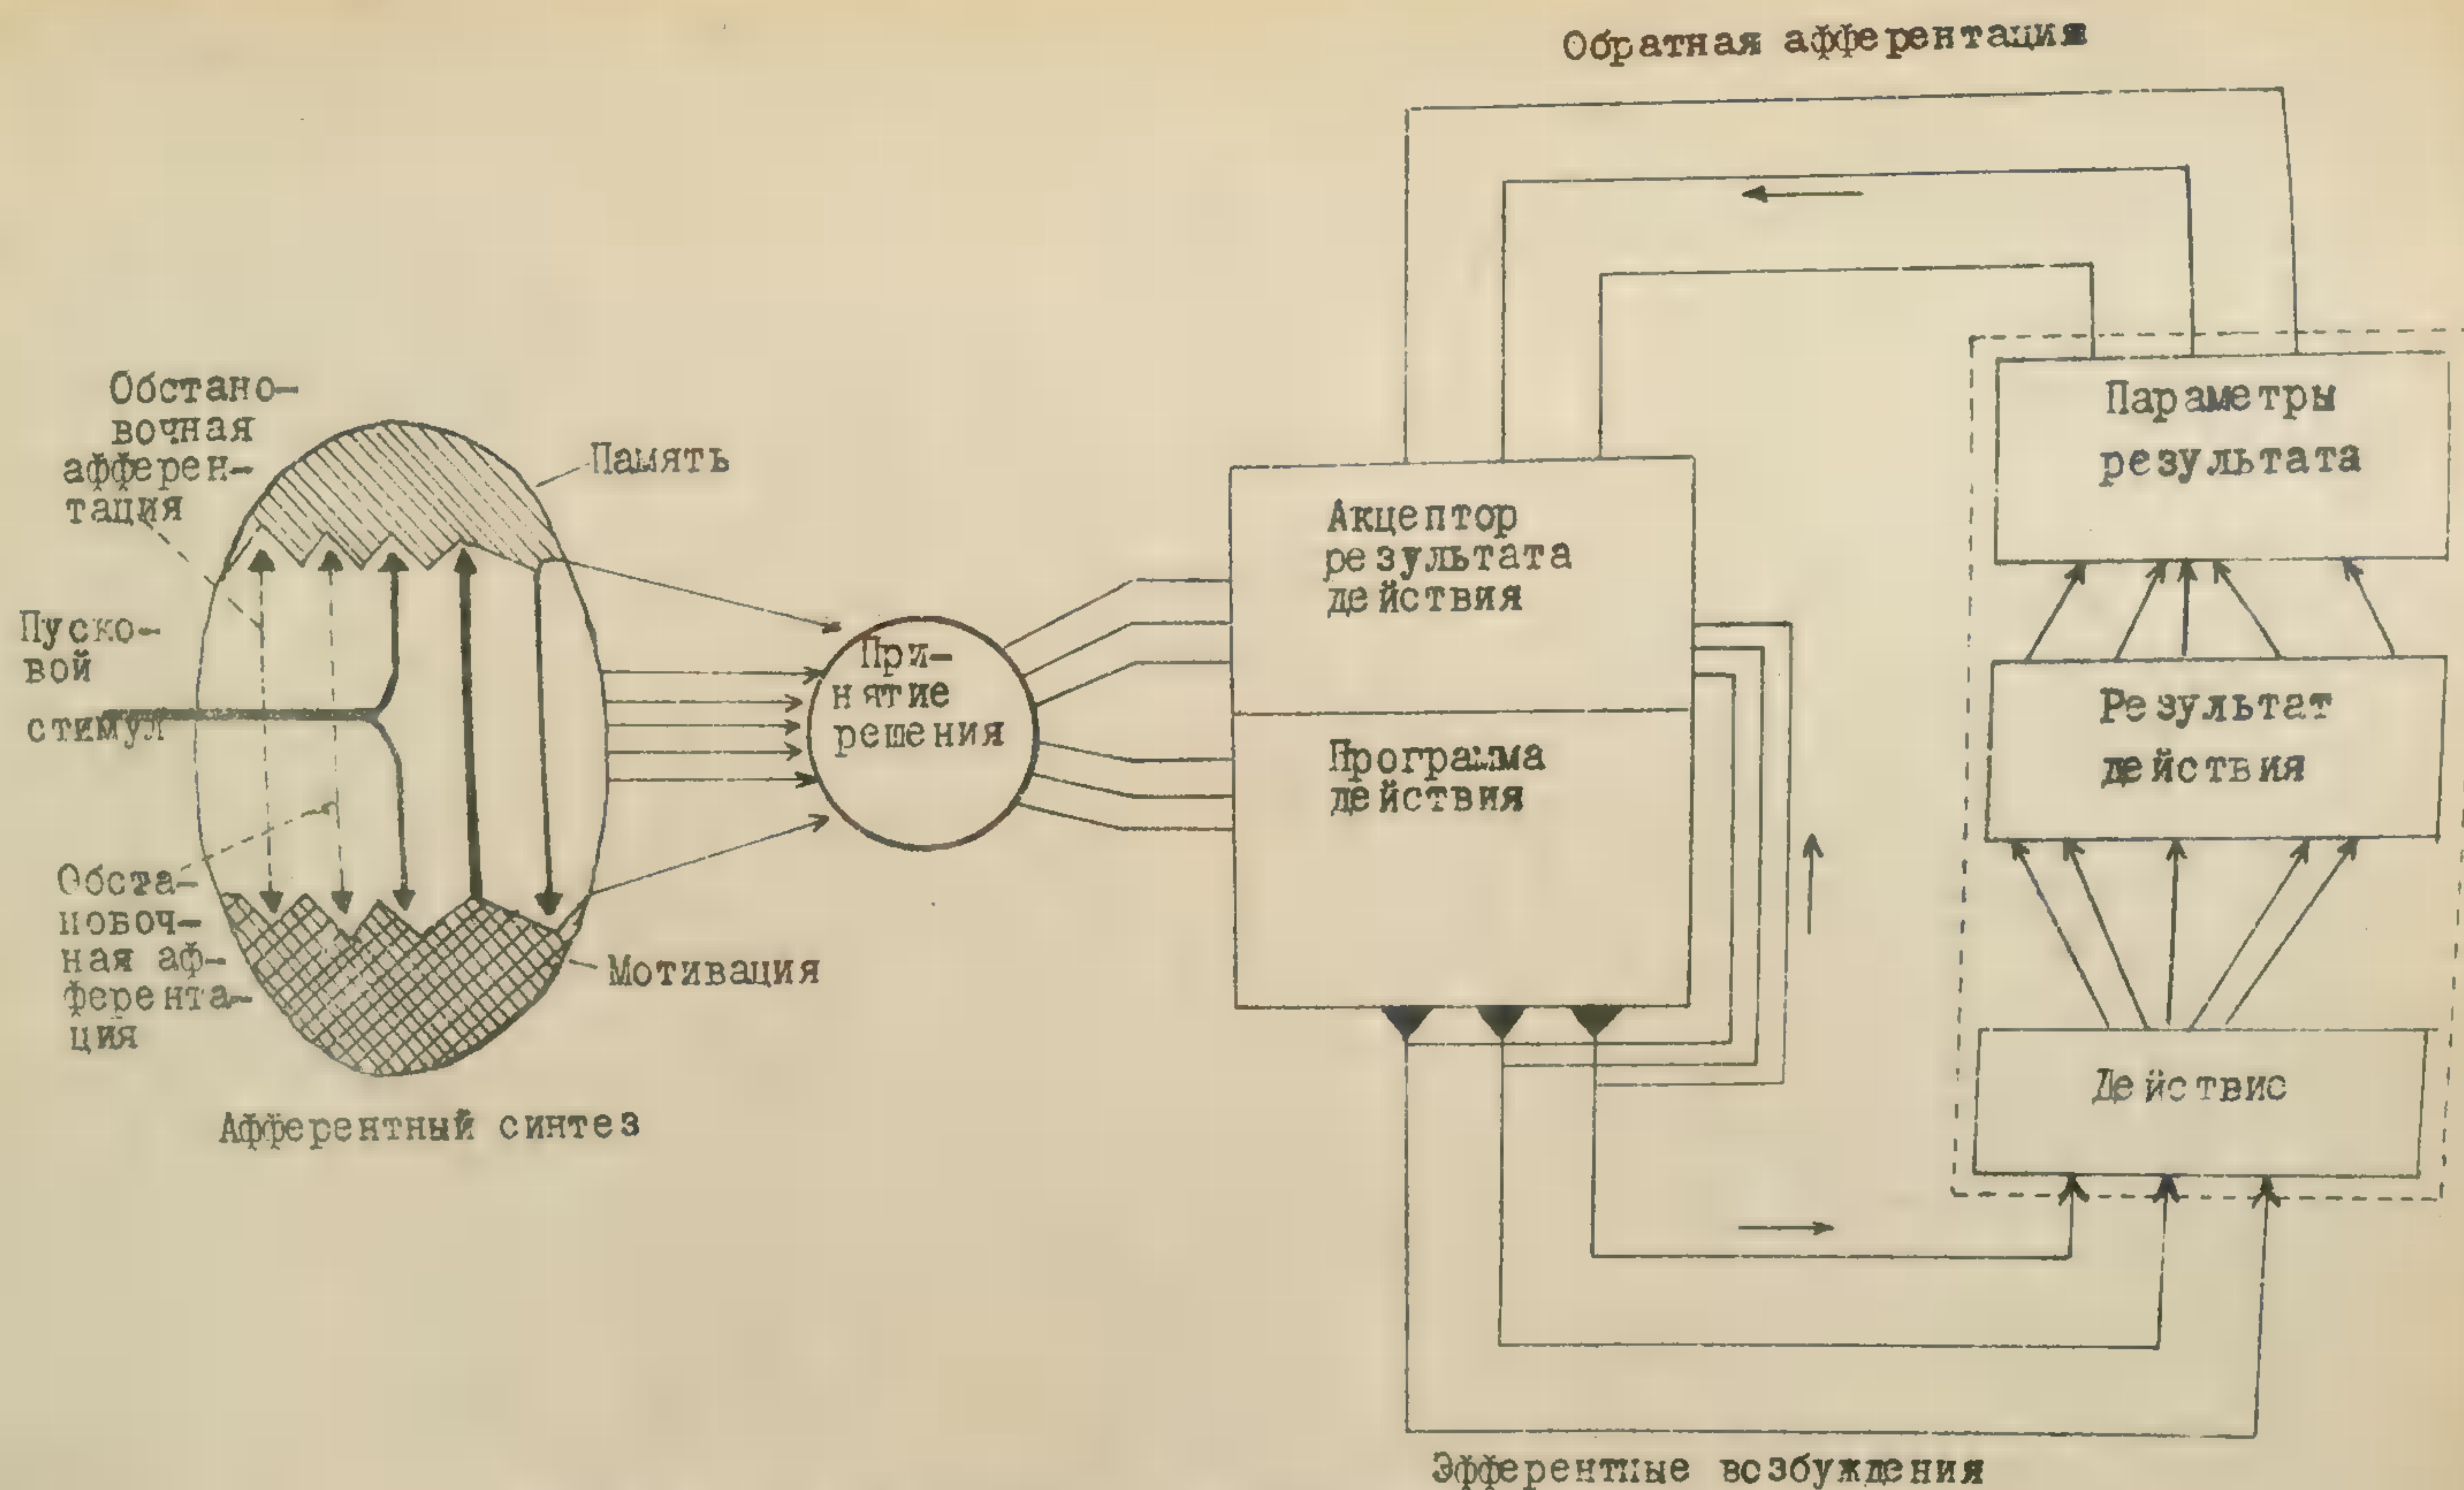 Обратная афферентация
Обстано-
вочная
афферен-
тация
Память
Пуско-
вой
стимул
Обста-
новоч-
ная аф-
ферента-
ция
Мотивация
Афферентный синтез
При-
нятие
решения
Акцептор
результата
действия
Программа
действия
Параметры
результата
Результат
действия
Действие
Эфферентные возбуждения